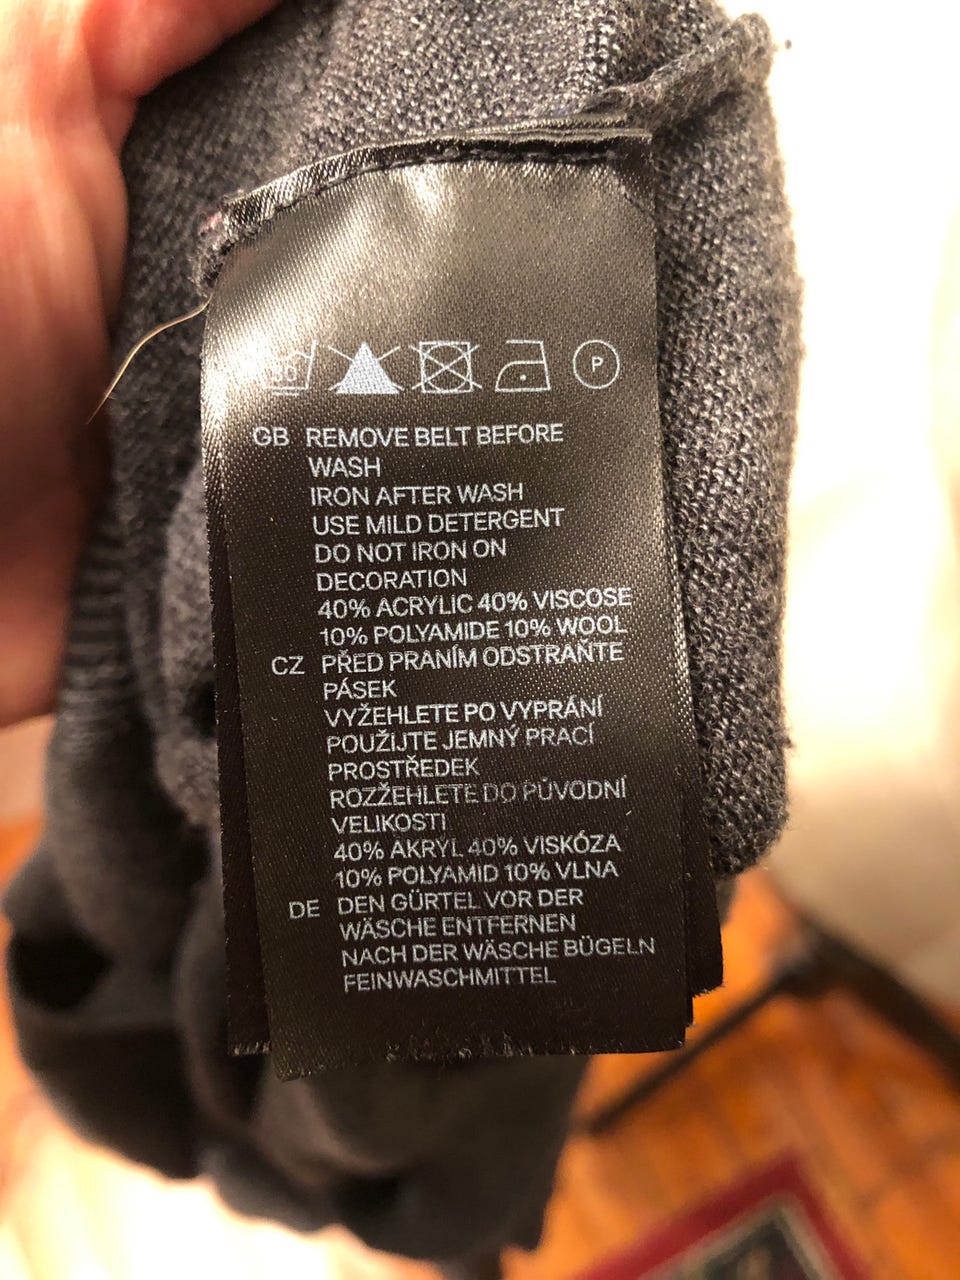 30
P
GB REMOVE BELT BEFORE
WASH
IRON AFTER WASH
USE MILD DETERGENT
DO NOT IRON ON
DECORATION
40% ACRYLIC 40% VISCOSE
10% POLYAMIDE 10% WOOL
CZ PŘED PRANÍM ODSTRAŇTE
PÁSEK
VYŽEHLETE PO VYPRÁNÍ
POUŽIJTE JEMNÝ PRACÍ
PROSTŘEDEK
ROZŽEHLETE DO PŮVODNÍ
VELIKOSTI
40% AKRYL 40% VISKÓZA
10% POLYAMID 10% VLNA
DE DEN GÜRTEL VOR DER
WÄSCHE ENTFERNEN
NACH DER WÄSCHE BÜGELN
FEINWASCHMITTEL